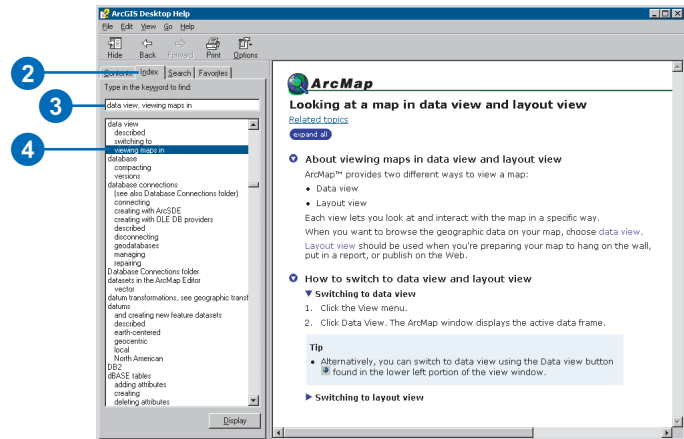 ArcGIS Desktop Help
File Edit View Go Help
Hide Back Forward Print Options
Contents Index Search Favorites
2
Type in the keyword to find:
3
data view, viewing maps in
data view
described
switching to
4
viewing maps in
database
compacting
versions
database connections
(see also Database Connections folder)
connecting
creating with ArcSDE
creating with OLE DB providers
described
disconnecting
geodatabases
managing
repairing
Database Connections folder
datasets in the ArcMap Editor
vector
datum transformations, see geographic transf
datums
and creating new feature datasets
described
earth-centered
geocentric
local
North American
DB2
dBASE tables
adding attributes
creating
deleting attributes
Display
ArcMap
Looking at a map in data view and layout view
Related topics
expand all
About viewing maps in data view and layout view
ArcMap™ provides two different ways to view a map:
• Data view
• Layout view
Each view lets you look at and interact with the map in a specific way.
When you want to browse the geographic data on your map, choose data view.
Layout view should be used when you're preparing your map to hang on the wall,
put in a report, or publish on the Web.
How to switch to data view and layout view
Switching to data view
1. Click the View menu.
2. Click Data View. The ArcMap window displays the active data frame.
Tip
• Alternatively, you can switch to data view using the Data view button
found in the lower left portion of the view window.
Switching to layout view